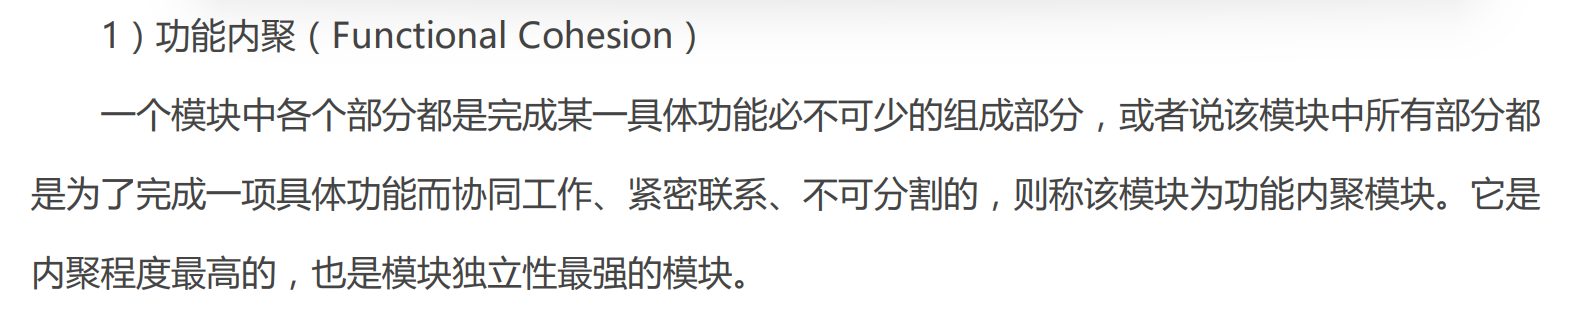 1）功能内聚（Functional Cohesion）
一个模块中各个部分都是完成某一具体功能必不可少的组成部分，或者说该模块中所有部分都
是为了完成一项具体功能而协同工作、紧密联系、不可分割的，则称该模块为功能内聚模块。它是
内聚程度最高的，也是模块独立性最强的模块。